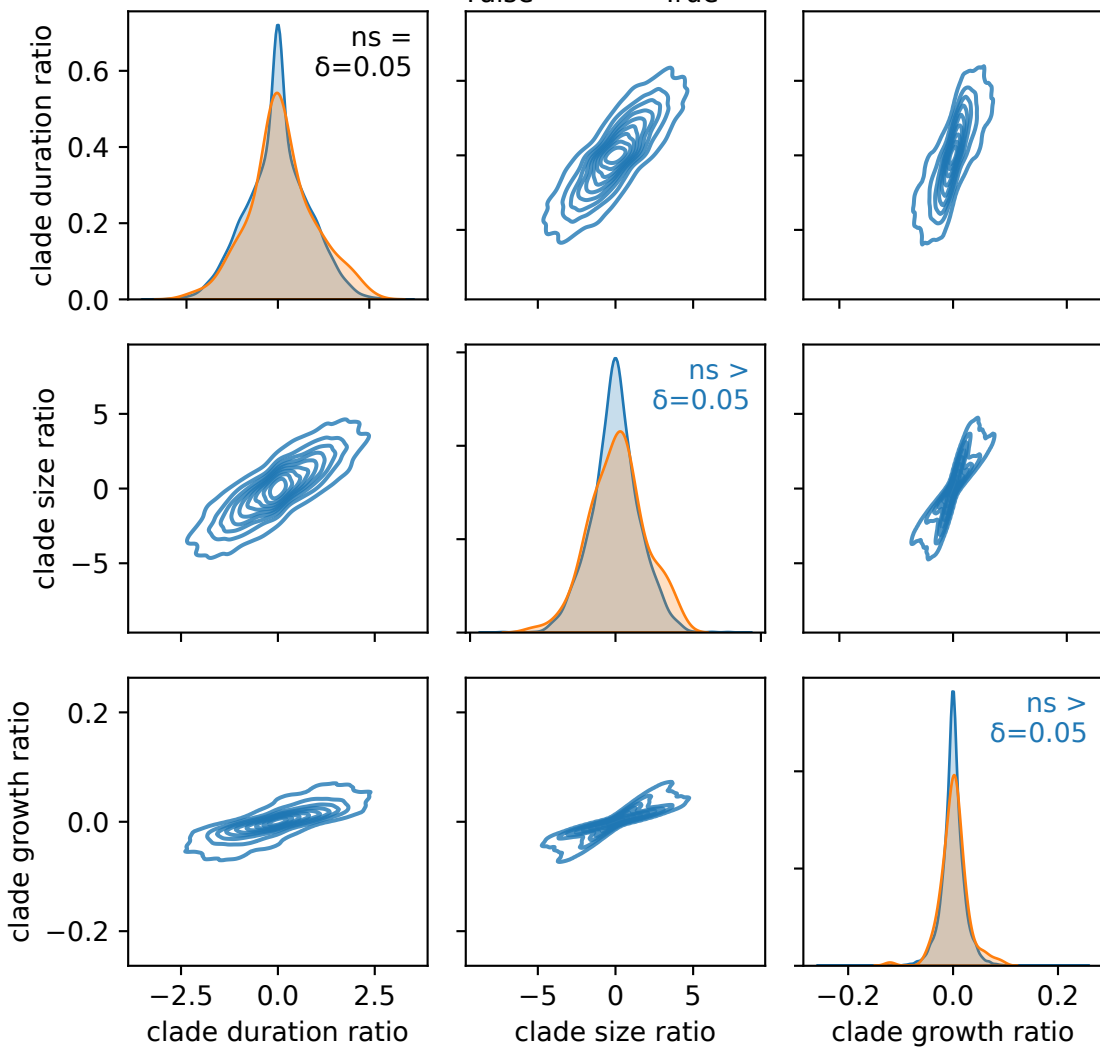 clade duration ratio
0.6
0.4
0.2
0.0
ns =
δ=0.05
clade size ratio
5
0
−5
ns >
δ=0.05
clade growth ratio
0.2
0.0
−0.2
ns >
δ=0.05
−2.5 0.0 2.5
−5 0 5
−0.2 0.0 0.2
clade duration ratio
clade size ratio
clade growth ratio